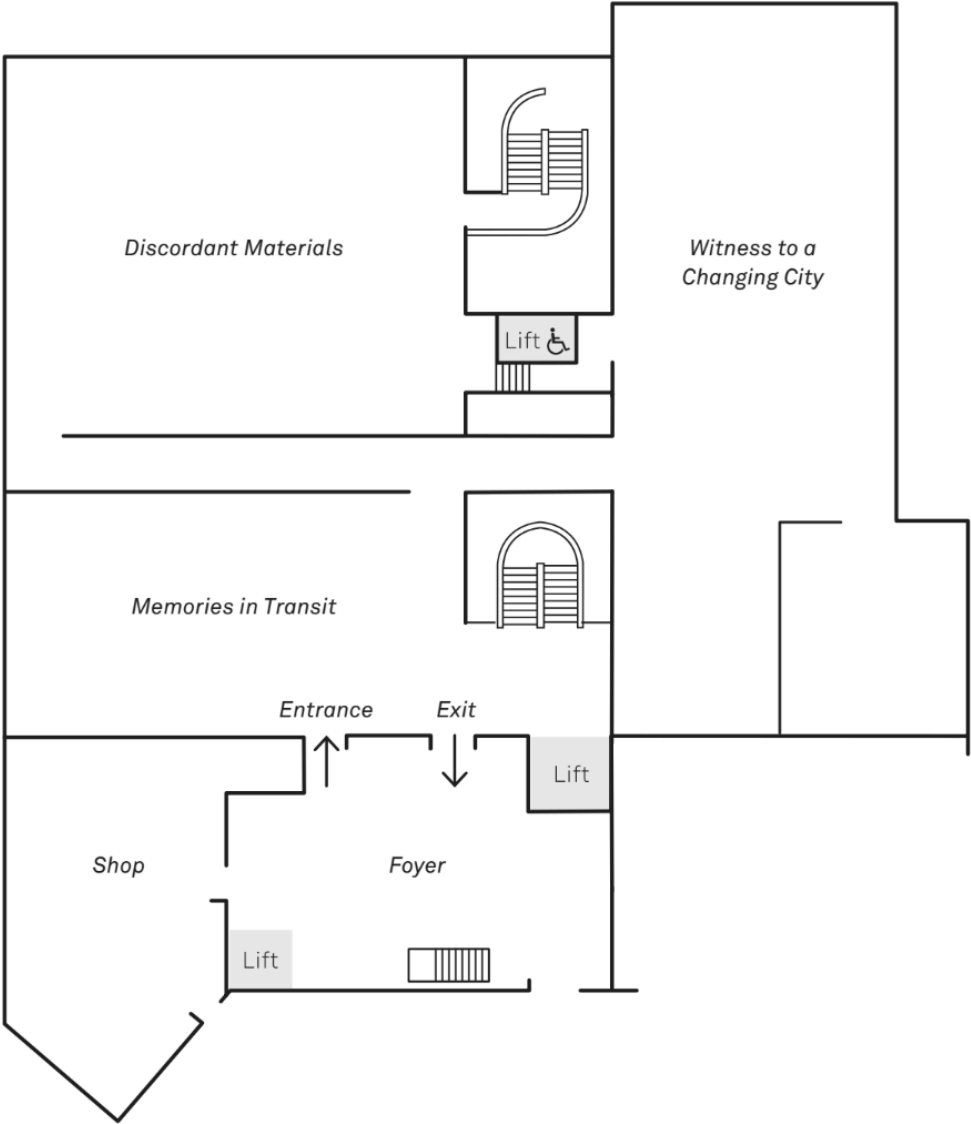 Discordant Materials
Witness to a
Changing City
Lift
Memories in Transit
Entrance
Exit
Lift
Shop
Foyer
Lift